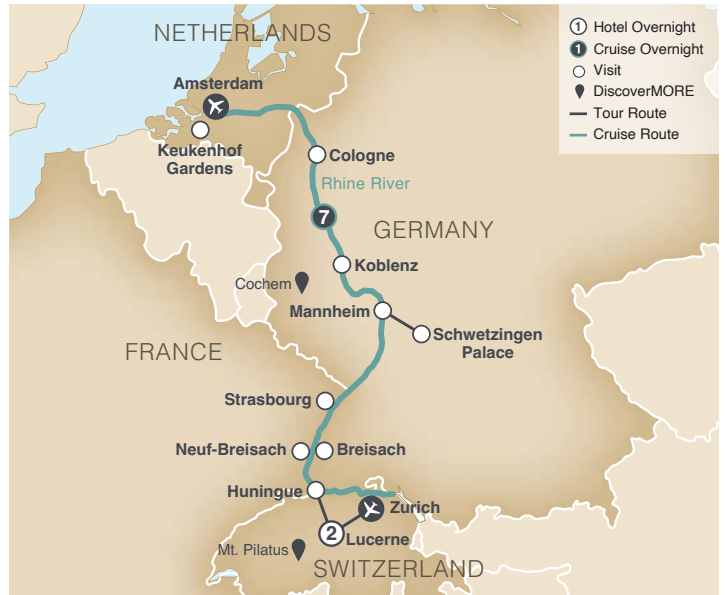 NETHERLANDS
1 Hotel Overnight
1 Cruise Overnight
Visit
DiscoverMORE
Tour Route
Cruise Route
Amsterdam
Keukenhof
Gardens
Cologne
Rhine River
7
GERMANY
Koblenz
Cochem
Mannheim
Schwetzingen
Palace
FRANCE
Strasbourg
Neuf-Breisach
Breisach
Huningue
Zurich
2
Lucerne
Mt. Pilatus
SWITZERLAND